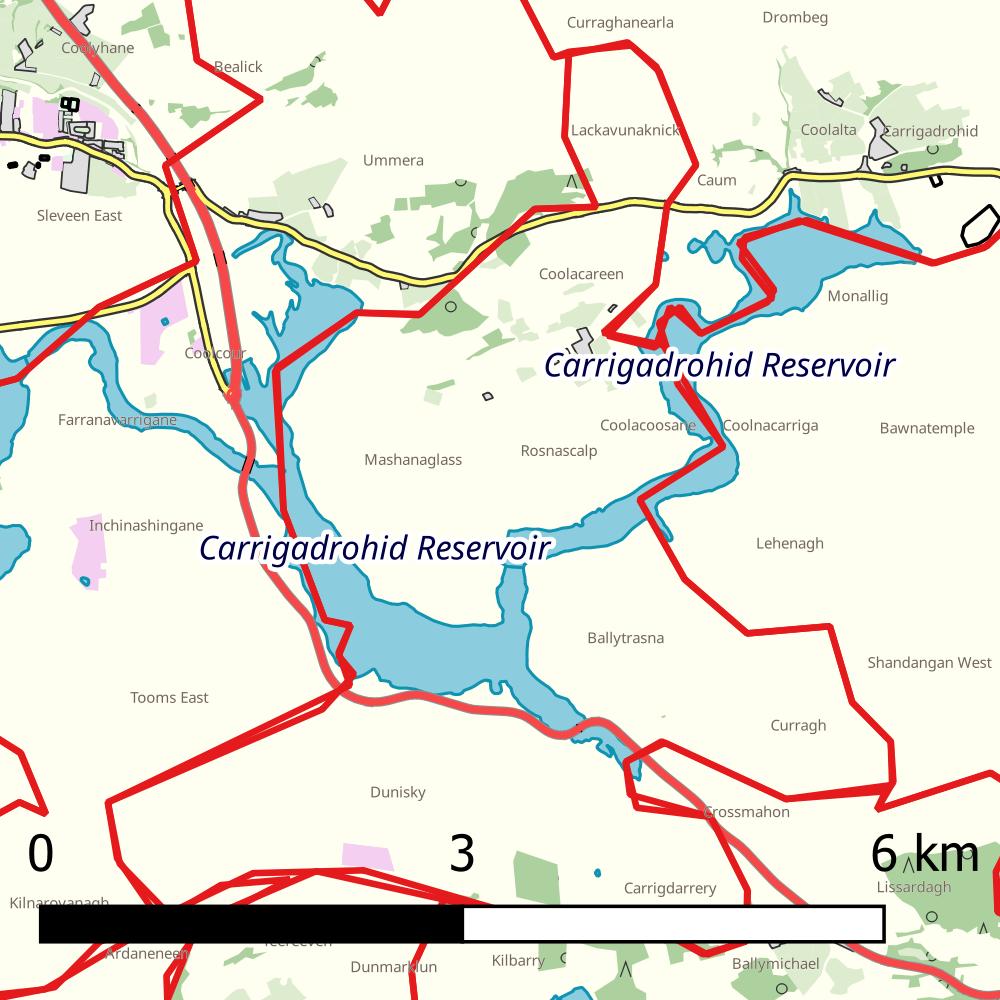 Drombeg
Curraghanearla
Coolyhane
Bealick
Lackavunaknick
Coolalta
Carrigadrohid
Ummera
Caum
Sleveen East
Coolacareen
Monallig
Coolcour
Carrigadrohid Reservoir
Farranavarrigane
Coolacoosane
Coolnacarriga
Bawnatemple
Mashanaglass
Rosnascalp
Inchinashingane
Carrigadrohid Reservoir
Lehenagh
Ballytrasna
Shandangan West
Tooms East
Curragh
Dunisky
Crossmahon
0 3 6 km
Carrigdarrery
Lissardagh
Kilnarovanagh
Ardaneneen
Kilbarry
Dunmarklun
Ballymichael